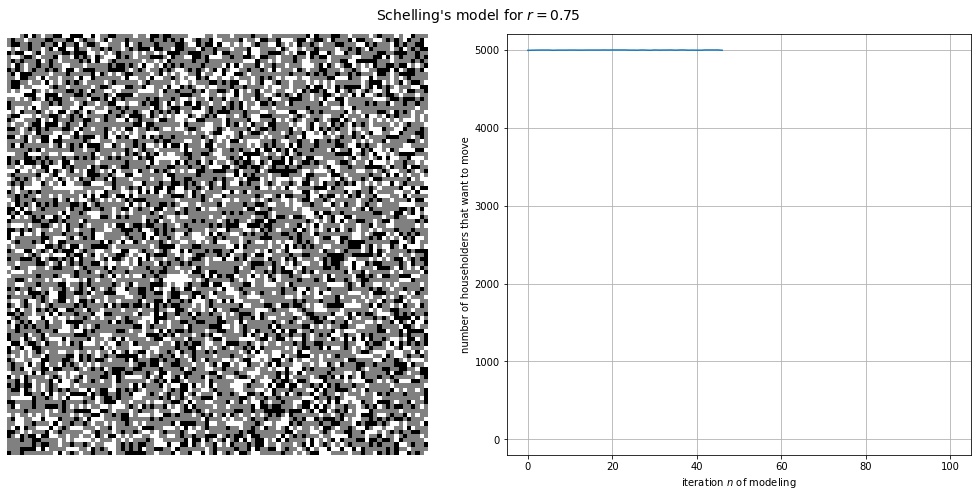 Schelling's model for r = 0.75
number of householders that want to move
5000
4000
3000
2000
1000
0
0 20 40 60 80 100
iteration n of modeling